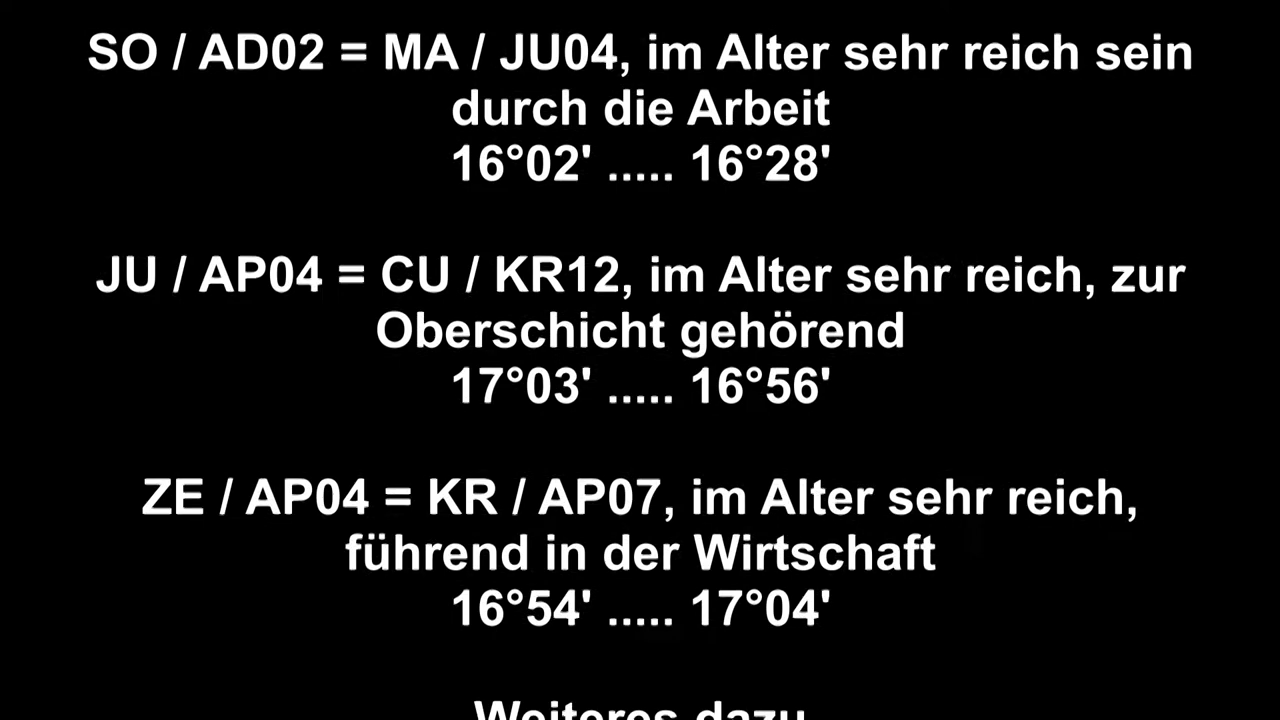 SO / AD02 = MA / JU04, im Alter sehr reich sein
durch die Arbeit
16°02' ..... 16°28'
JU / AP04 = CU / KR12, im Alter sehr reich, zur
Oberschicht gehörend
17°03' ..... 16°56'
ZE / AP04 = KR / AP07, im Alter sehr reich,
führend in der Wirtschaft
16°54' ..... 17°04'
Weiteres dazu